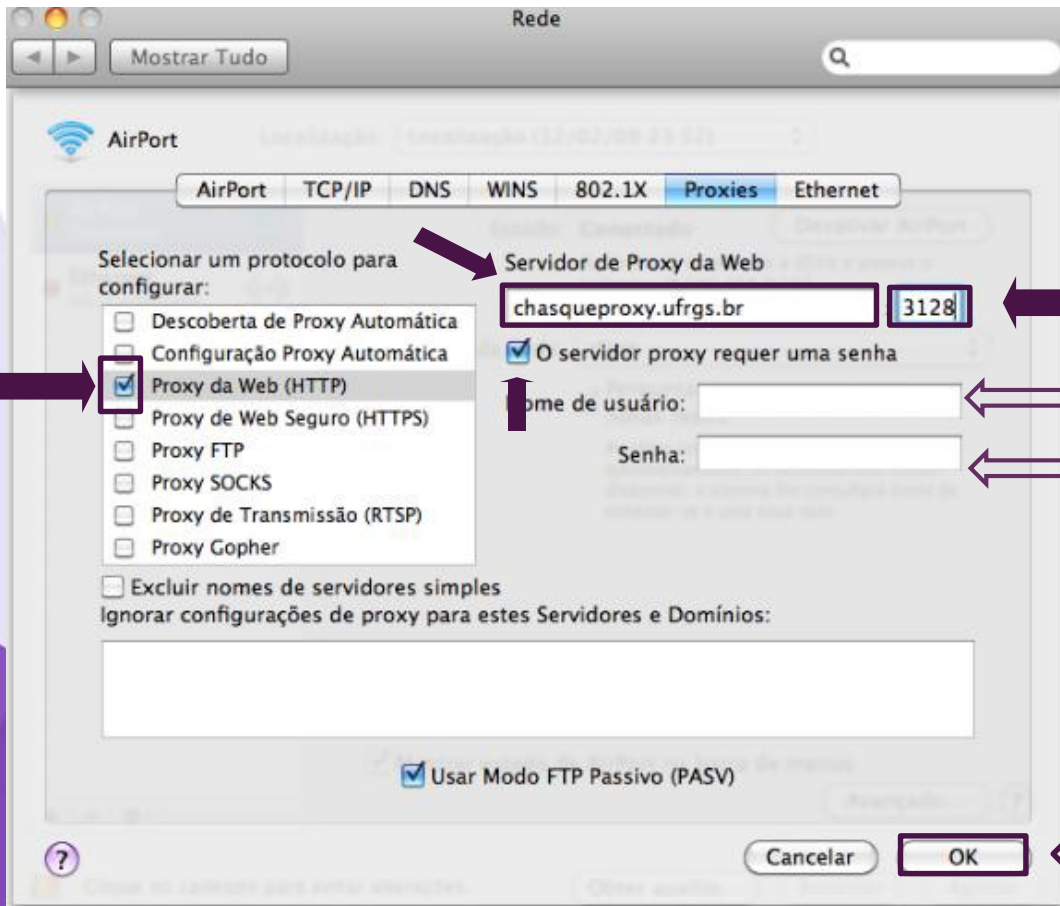 Rede
Mostrar Tudo
AirPort
AirPort TCP/IP DNS WINS 802.1X Proxies Ethernet
Selecionar um protocolo para
configurar:
Descoberta de Proxy Automática
Configuração Proxy Automática
Proxy da Web (HTTP)
Proxy de Web Seguro (HTTPS)
Proxy FTP
Proxy SOCKS
Proxy de Transmissão (RTSP)
Proxy Gopher
Servidor de Proxy da Web
chasqueproxy.ufrgs.br : 3128
O servidor proxy requer uma senha
de usuário:
Senha:
Excluir nomes de servidores simples
Ignorar configurações de proxy para estes Servidores e Domínios:
Usar Modo FTP Passivo (PASV)
?
Cancelar OK